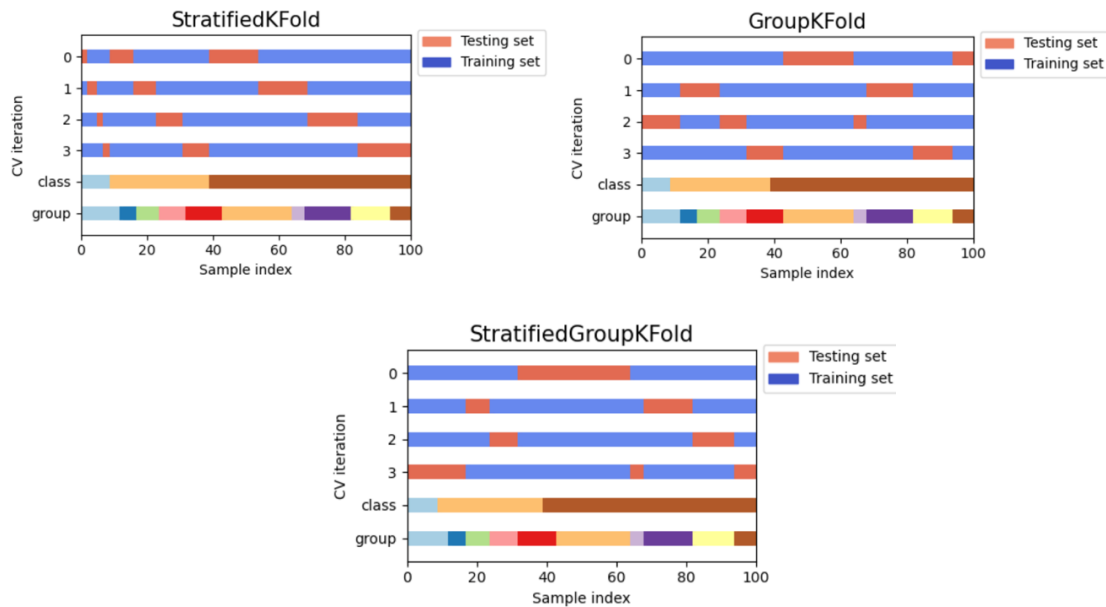 StratifiedKFold
Testing set
Training set
0
1
2
3
class
group
CV iteration
0 20 40 60 80 100
Sample index
GroupKFold
Testing set
Training set
0
1
2
3
class
group
CV iteration
0 20 40 60 80 100
Sample index
StratifiedGroupKFold
Testing set
Training set
0
1
2
3
class
group
CV iteration
0 20 40 60 80 100
Sample index